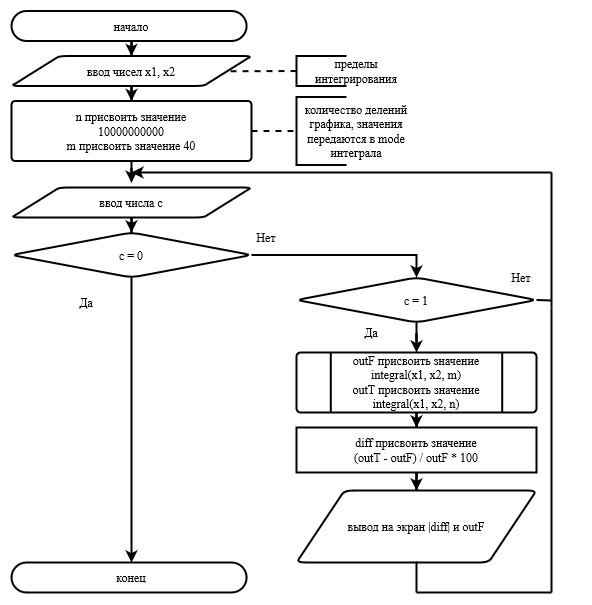 начало
ввод чисел x1, x2
пределы
интегрирования
n присвоить значение
10000000000
m присвоить значение 40
количество делений
графика, значения
передаются в mode
интеграла
ввод числа c
c = 0
Нет
Да
Нет
c = 1
Да
outF присвоить значение
integral(x1, x2, m)
outT присвоить значение
integral(x1, x2, n)
diff присвоить значение
(outT - outF) / outF * 100
вывод на экран |diff| и outF
конец